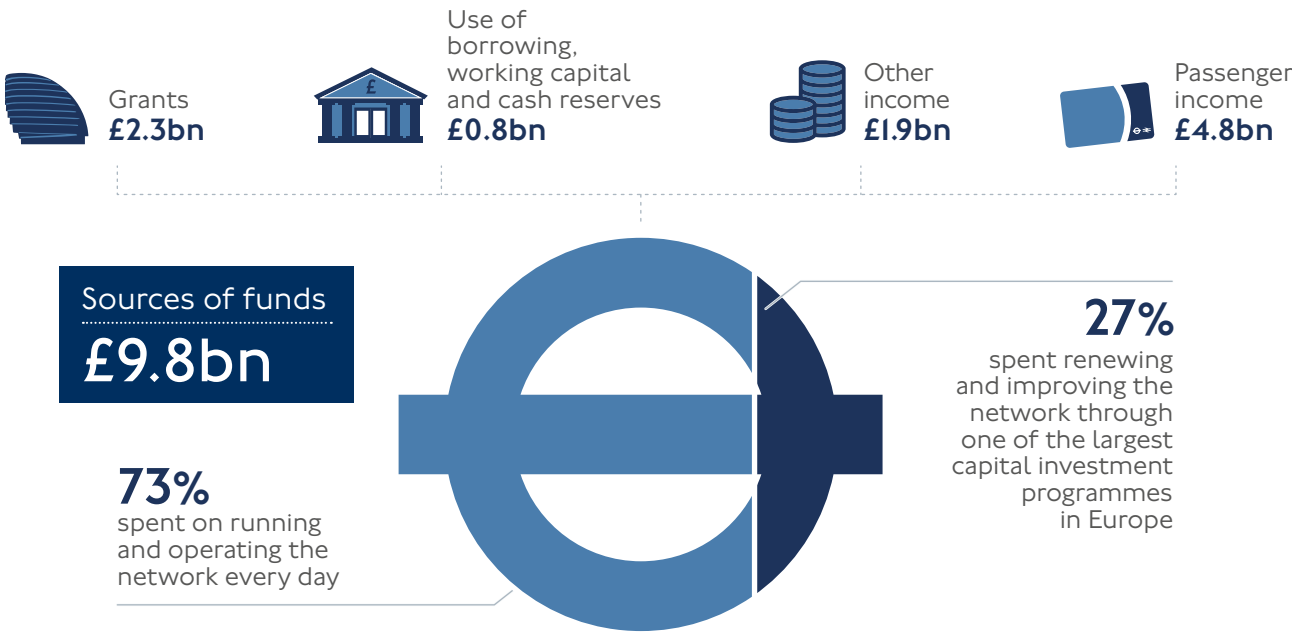 Grants
£2.3bn
£
Use of
borrowing,
working capital
and cash reserves
£0.8bn
Other
income
£1.9bn
Passenger
income
£4.8bn
Sources of funds
£9.8bn
27%
spent renewing
and improving the
network through
one of the largest
capital investment
programmes
in Europe
73%
spent on running
and operating the
network every day